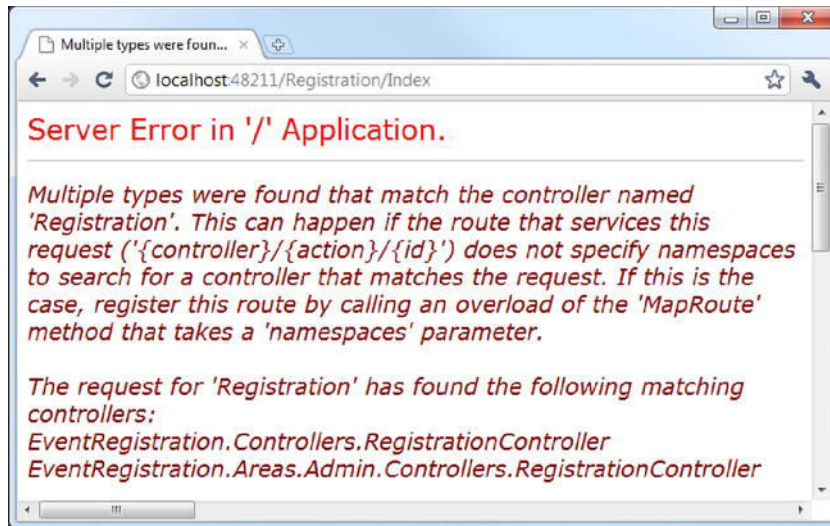 Multiple types were foun...
localhost:48211/Registration/Index
Server Error in '/' Application.
Multiple types were found that match the controller named
'Registration'. This can happen if the route that services this
request ('{controller}/{action}/{id}') does not specify namespaces
to search for a controller that matches the request. If this is the
case, register this route by calling an overload of the 'MapRoute'
method that takes a 'namespaces' parameter.
The request for 'Registration' has found the following matching
controllers:
EventRegistration.Controllers.RegistrationController
EventRegistration.Areas.Admin.Controllers.RegistrationController